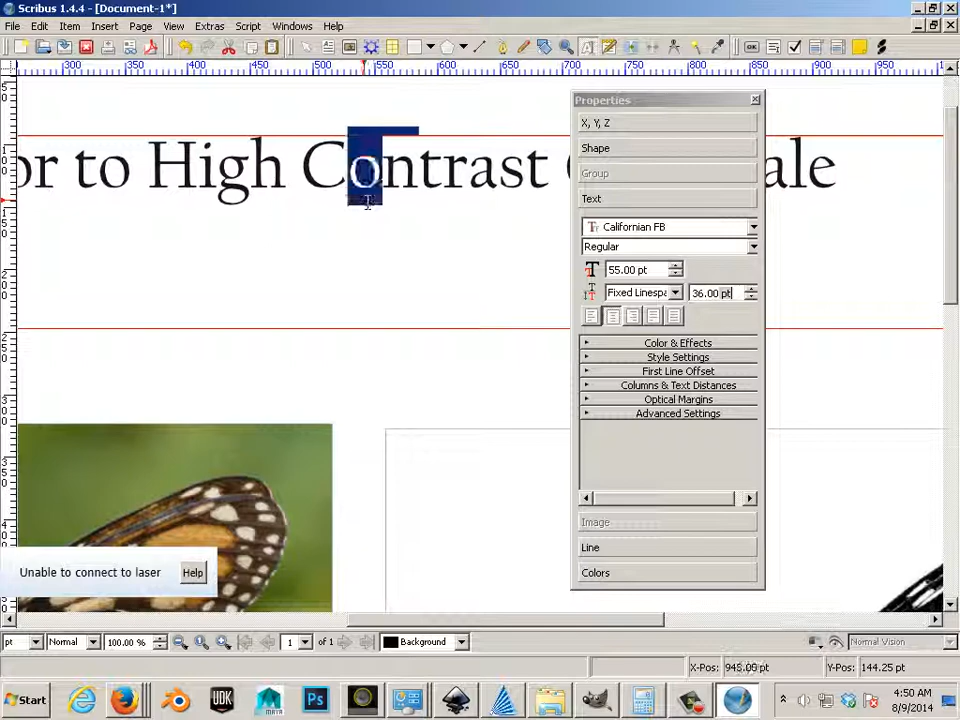 Scribus 1.4.4 - [Document-1*]
File Edit Item Insert Page View Extras Script Windows Help
300 350 400 450 500 550 600 650 700 750 800 850 900
or to High Contrast
ale
Properties
X, Y, Z
Shape
Group
Text
Californian FB
Regular
55.00 pt
Fixed Linespa
36.00 pt
Color & Effects
Style Settings
First Line Offset
Columns & Text Distances
Optical Margins
Advanced Settings
Image
Line
Colors
Unable to connect to laser
Help
pt Normal 100.00 % 1 of 1 Background Normal Vision
X-Pos: 945.00 pt Y-Pos: 144.25 pt
Start UDK MAYA Ps
4:50 AM
8/9/2014